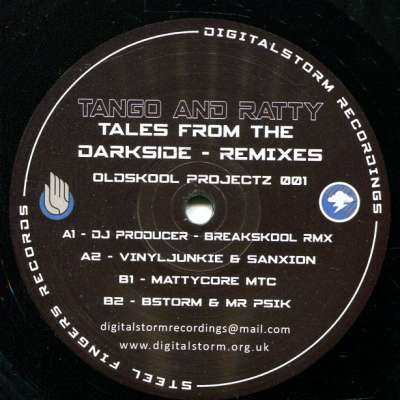 DIGITALSTORM RECORDINGS
TANGO AND RATTY
TALES FROM THE
DARKSIDE - REMIXES
OLDSKOOL PROJECTZ 001
A1 - DJ PRODUCER - BREAKSKOOL RMX
A2 - VINYLJUNKIE & SANXION
B1 - MATTYCORE MTC
B2 - BSTORM & MR PSIK
digitalstormrecordings@mail.com
www.digitalstorm.org.uk
STEEL FINGERS RECORDS